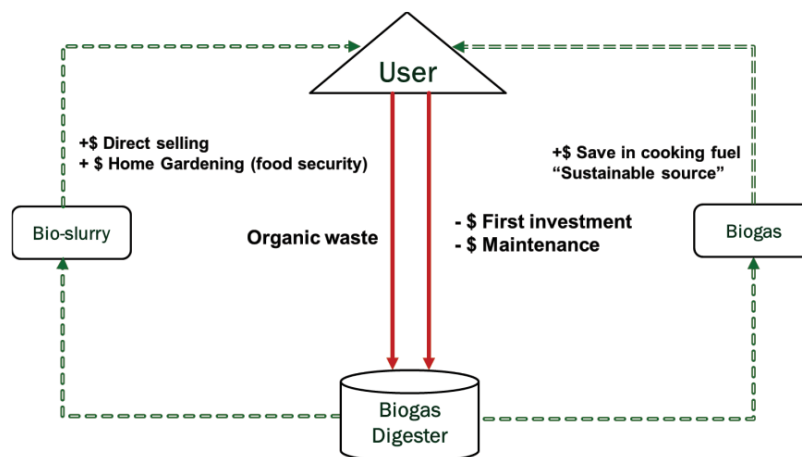 User
+$ Direct selling
+ $ Home Gardening (food security)
+$ Save in cooking fuel
“Sustainable source”
Bio-slurry
Organic waste
- $ First investment
- $ Maintenance
Biogas
Biogas
Digester